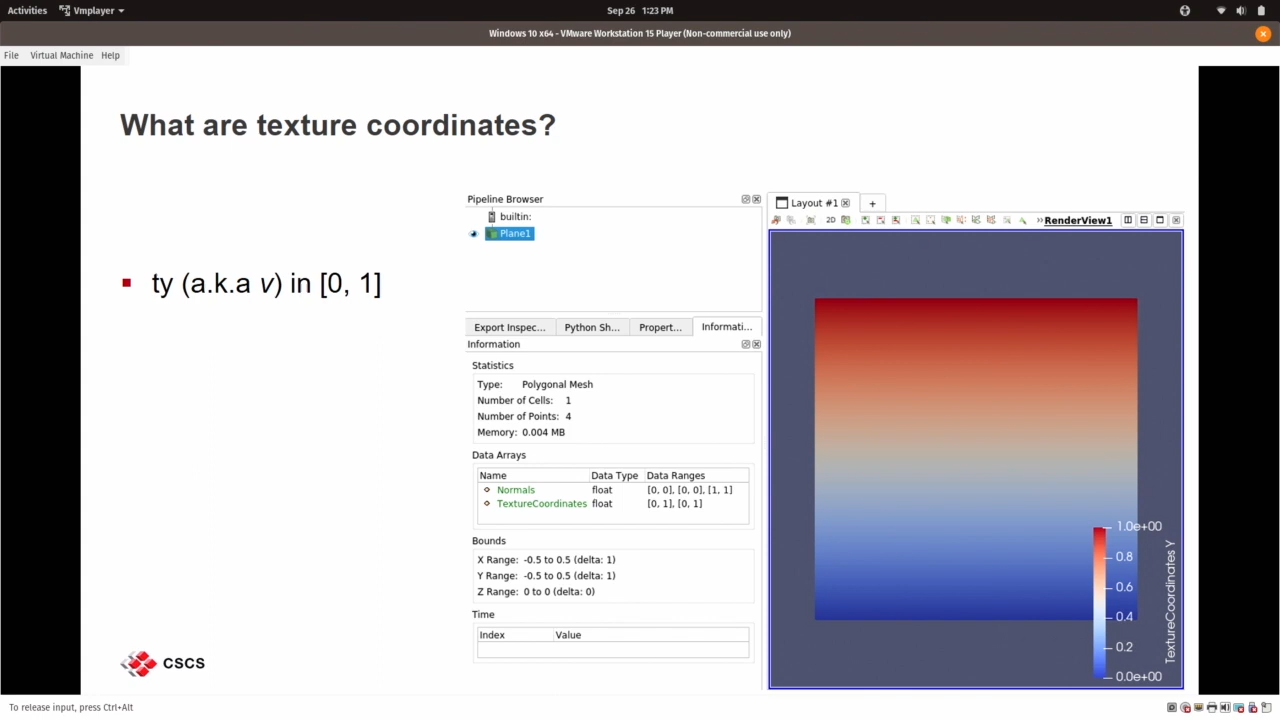 Activities Vmplayer Sep 26 1:23 PM
Windows 10 x64 - VMware Workstation 15 Player (Non-commercial use only)
File Virtual Machine Help
What are texture coordinates?
ty (a.k.a v) in [0, 1]
Pipeline Browser
builtin:
Plane1
Export Inspec... Python Sh... Propert... Informati...
Information
Statistics
Type: Polygonal Mesh
Number of Cells: 1
Number of Points: 4
Memory: 0.004 MB
Data Arrays
Name Data Type Data Ranges
Normals float [0, 0], [0, 0], [1, 1]
TextureCoordinates float [0, 1], [0, 1]
Bounds
X Range: -0.5 to 0.5 (delta: 1)
Y Range: -0.5 to 0.5 (delta: 1)
Z Range: 0 to 0 (delta: 0)
Time
Index Value
Layout #1 +
2D » RenderView1
1.0e+00
0.8
0.6
0.4
0.2
0.0e+00
TextureCoordinates Y
CSCS
To release input, press Ctrl+Alt